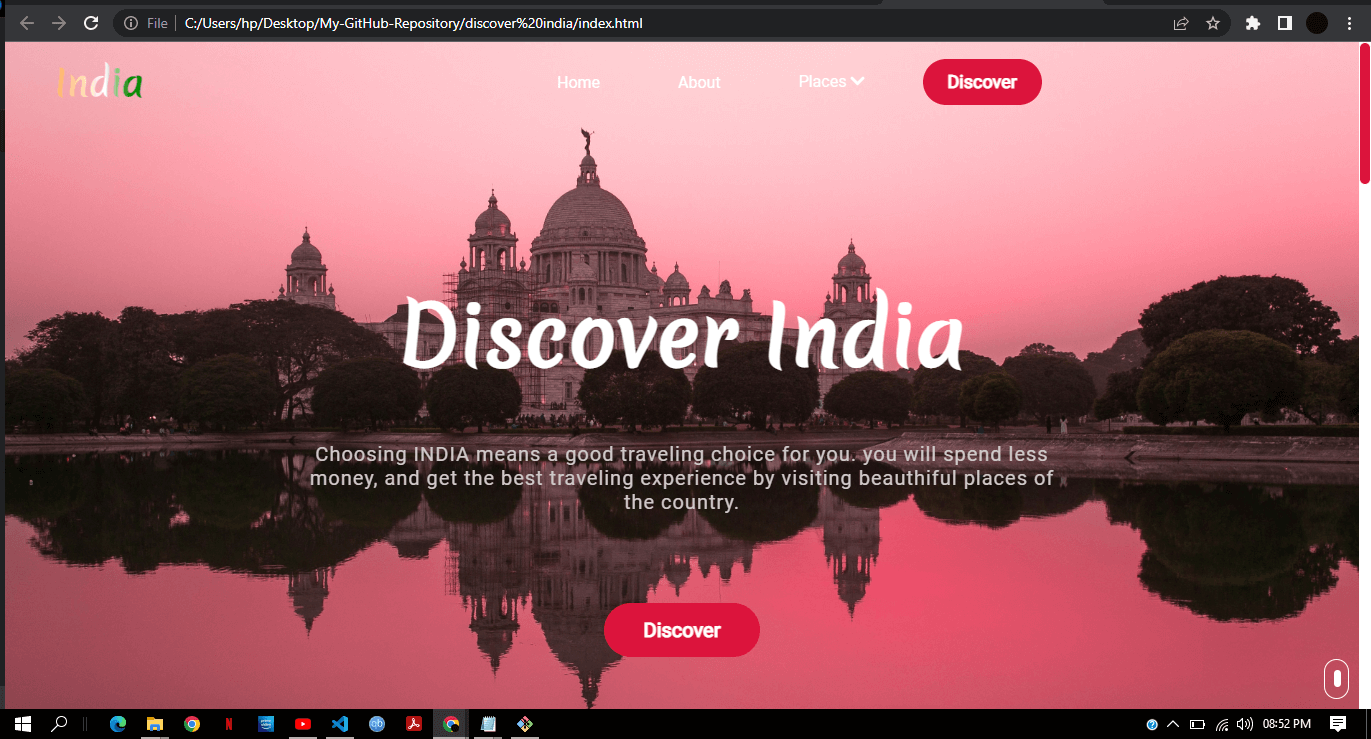 File
C:/Users/hp/Desktop/My-GitHub-Repository/discover%20india/index.html
India
Home
About
Places
Discover
Discover India
Choosing INDIA means a good traveling choice for you. you will spend less
money, and get the best traveling experience by visiting beauthiful places of
the country.
Discover
08:52 PM